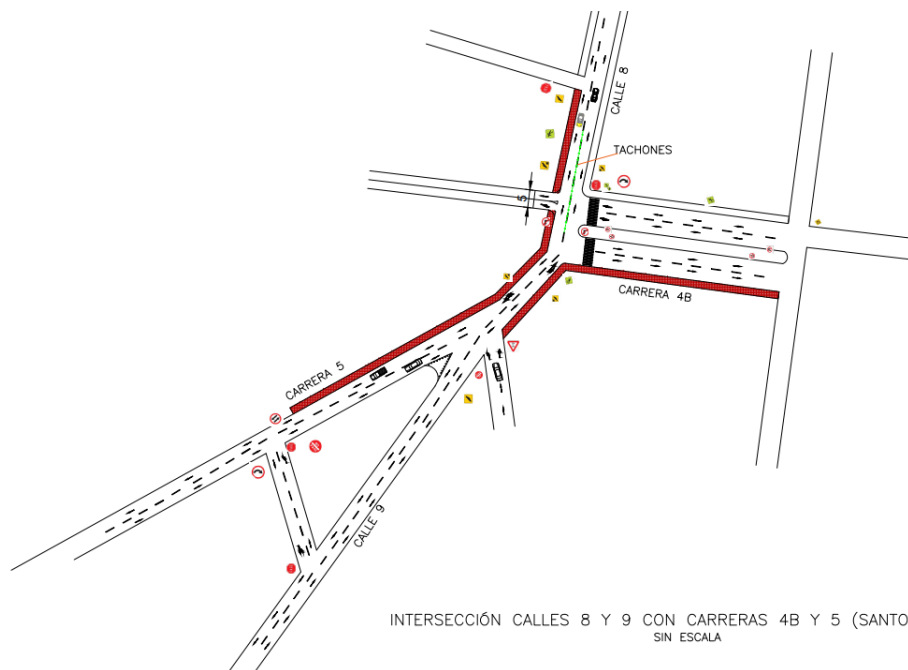 CALLE 8
TACHONES
5
CARRERA 4B
CARRERA 5
CALLE 9
INTERSECCIÓN CALLES 8 Y 9 CON CARRERAS 4B Y 5 (SANTO
SIN ESCALA